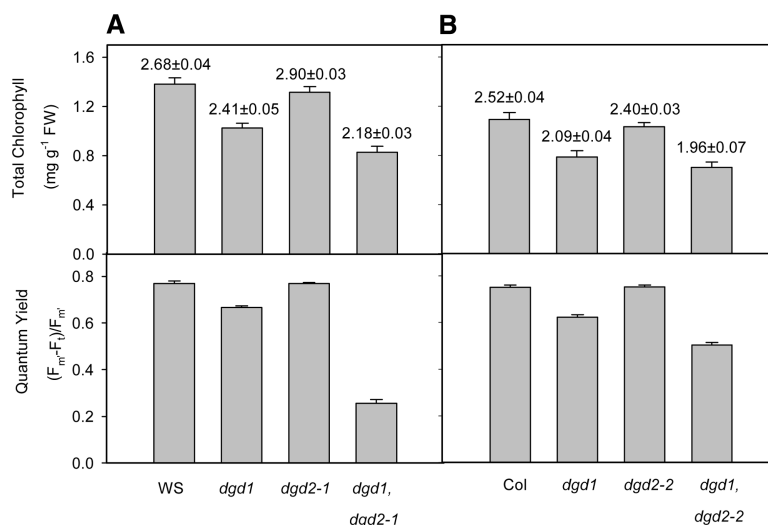 A
B
Total Chlorophyll
(mg g-1 FW)
1.6
1.2
0.8
0.4
0.0
2.68±0.04
2.41±0.05
2.90±0.03
2.18±0.03
2.52±0.04
2.09±0.04
2.40±0.03
1.96±0.07
Quantum Yield
(Fm'-Ft)/Fm'
0.8
0.6
0.4
0.2
0.0
WS
dgd1
dgd2-1
dgd1,
dgd2-1
Col
dgd1
dgd2-2
dgd1,
dgd2-2